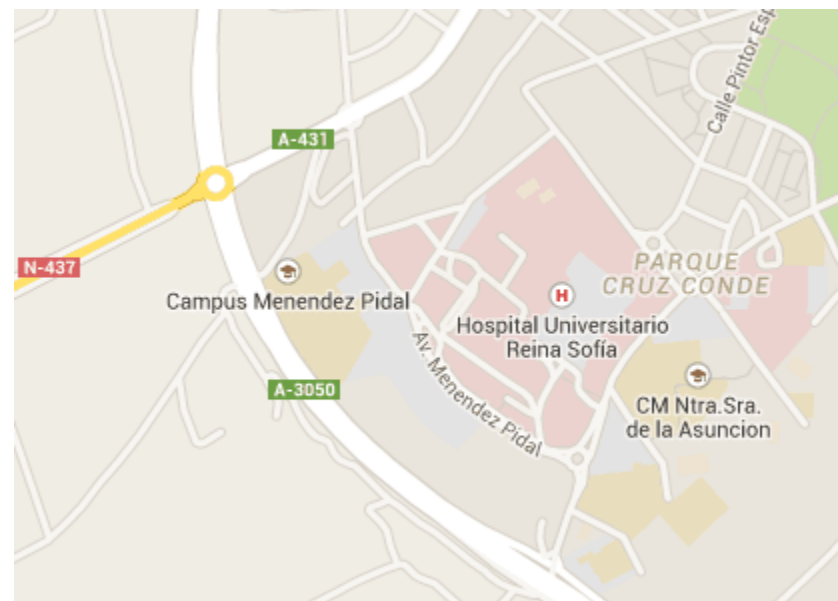 Calle Pintor Esp
A-431
N-437
PARQUE
CRUZ CONDE
Campus Menendez Pidal
H
Hospital Universitario
Reina Sofía
Av. Menendez Pidal
A-3050
CM Ntra.Sra.
de la Asuncion